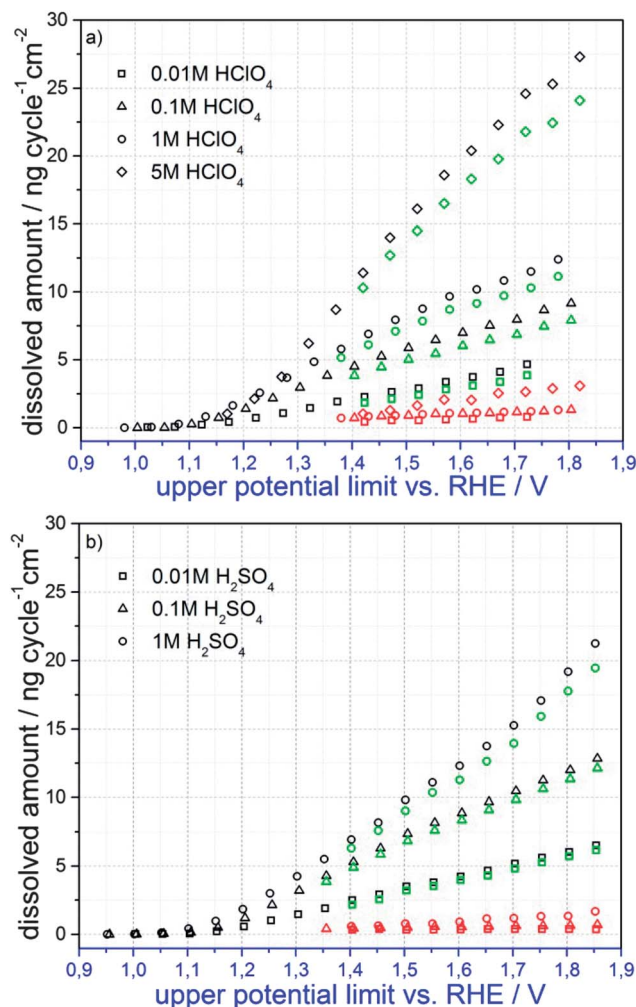 a)
0.01M HClO₄
0.1M HClO₄
1M HClO₄
5M HClO₄
dissolved amount / ng cycle⁻¹cm⁻²
30
25
20
15
10
5
0
0,9 1,0 1,1 1,2 1,3 1,4 1,5 1,6 1,7 1,8 1,9
upper potential limit vs. RHE / V
b)
0.01M H₂SO₄
0.1M H₂SO₄
1M H₂SO₄
dissolved amount / ng cycle⁻¹cm⁻²
30
25
20
15
10
5
0
0,9 1,0 1,1 1,2 1,3 1,4 1,5 1,6 1,7 1,8 1,9
upper potential limit vs. RHE / V